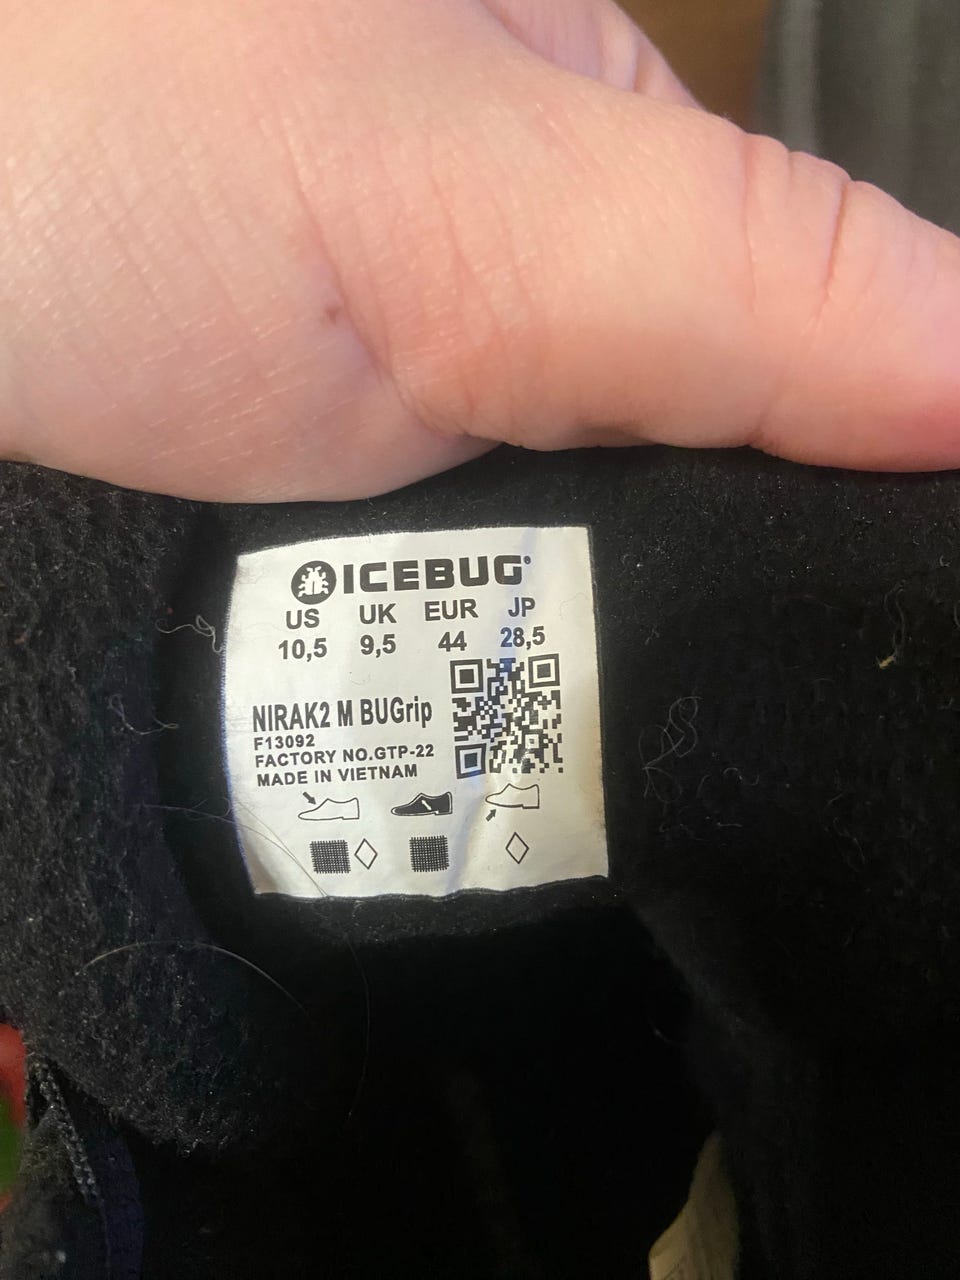 ICEBUG®
US UK EUR JP
10,5 9,5 44 28,5
NIRAK2 M BUGrip
F13092
FACTORY NO.GTP-22
MADE IN VIETNAM